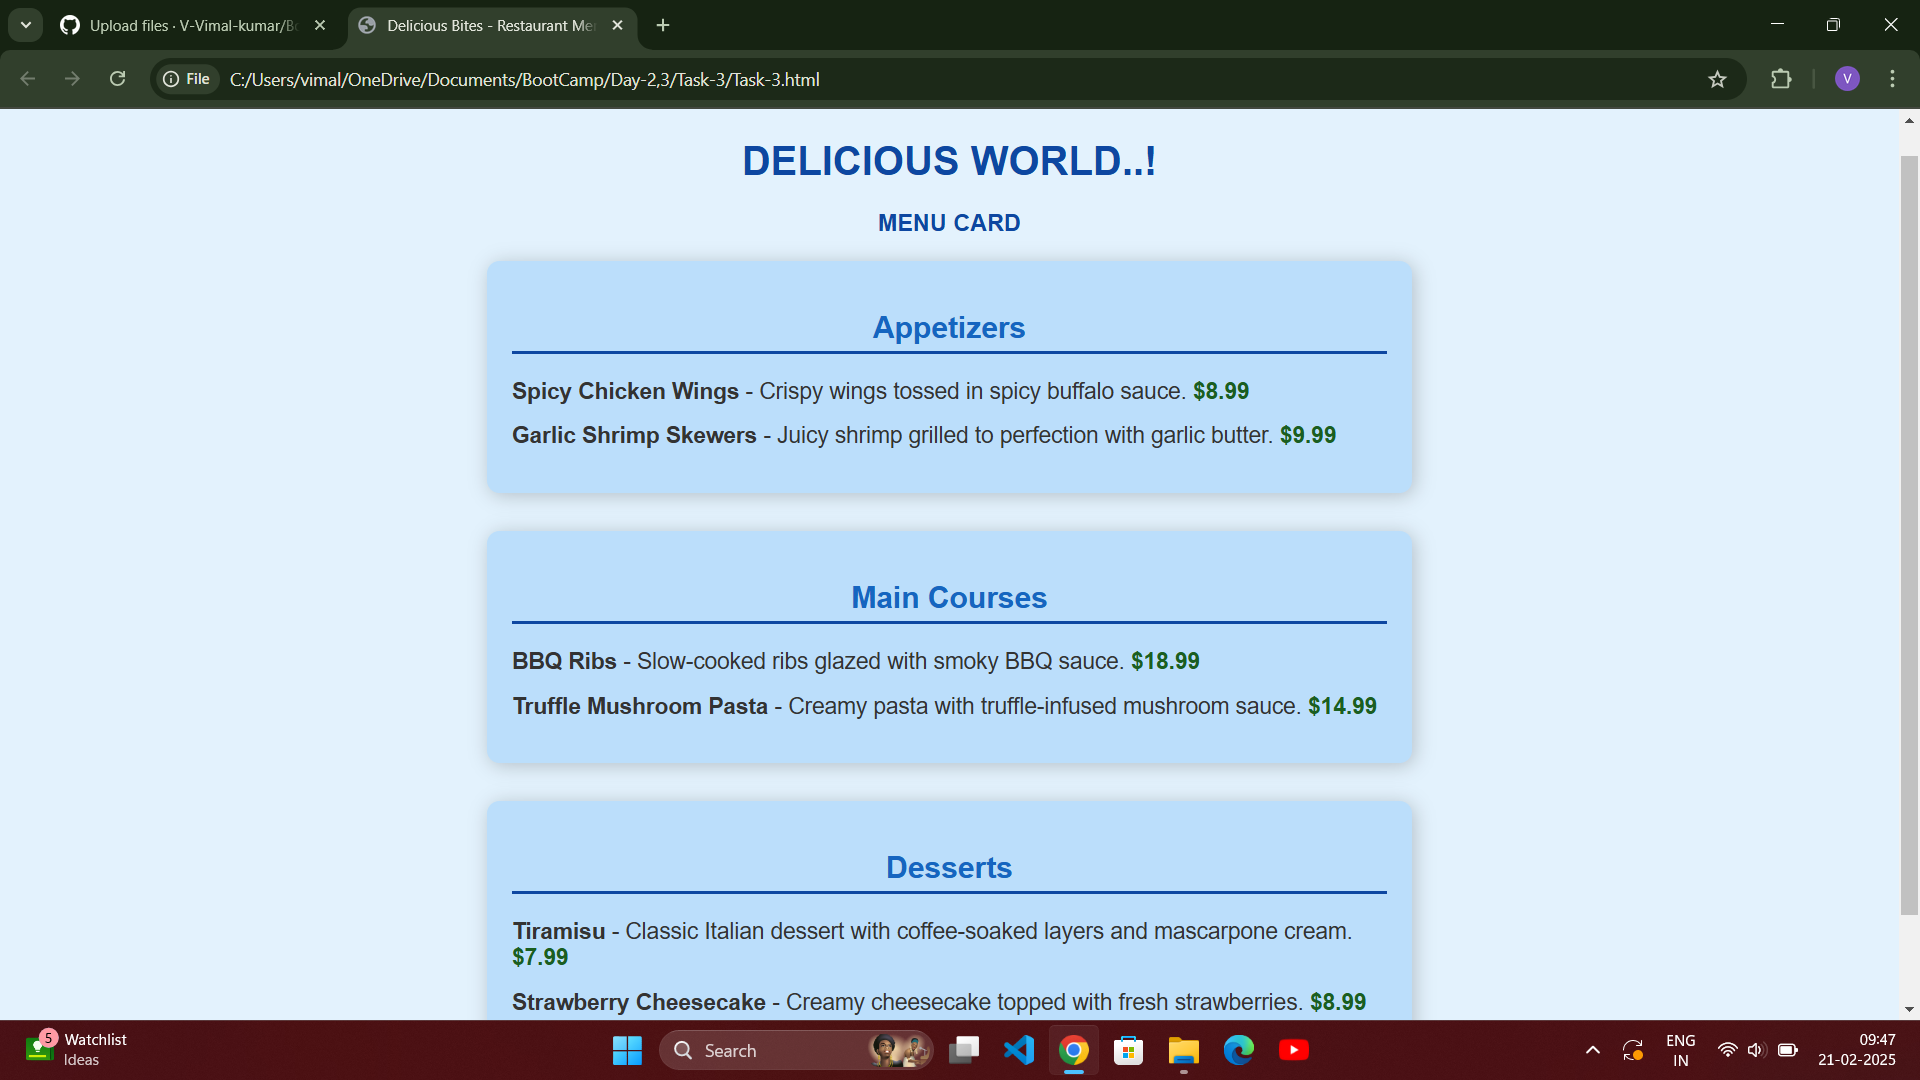 Upload files · V-Vimal-kumar/Bo
Delicious Bites - Restaurant Me
File
C:/Users/vimal/OneDrive/Documents/BootCamp/Day-2,3/Task-3/Task-3.html
V
DELICIOUS WORLD..!
MENU CARD
Appetizers
Spicy Chicken Wings - Crispy wings tossed in spicy buffalo sauce. $8.99
Garlic Shrimp Skewers - Juicy shrimp grilled to perfection with garlic butter. $9.99
Main Courses
BBQ Ribs - Slow-cooked ribs glazed with smoky BBQ sauce. $18.99
Truffle Mushroom Pasta - Creamy pasta with truffle-infused mushroom sauce. $14.99
Desserts
Tiramisu - Classic Italian dessert with coffee-soaked layers and mascarpone cream.
$7.99
Strawberry Cheesecake - Creamy cheesecake topped with fresh strawberries. $8.99
5
Watchlist
Ideas
Search
ENG
IN
09:47
21-02-2025